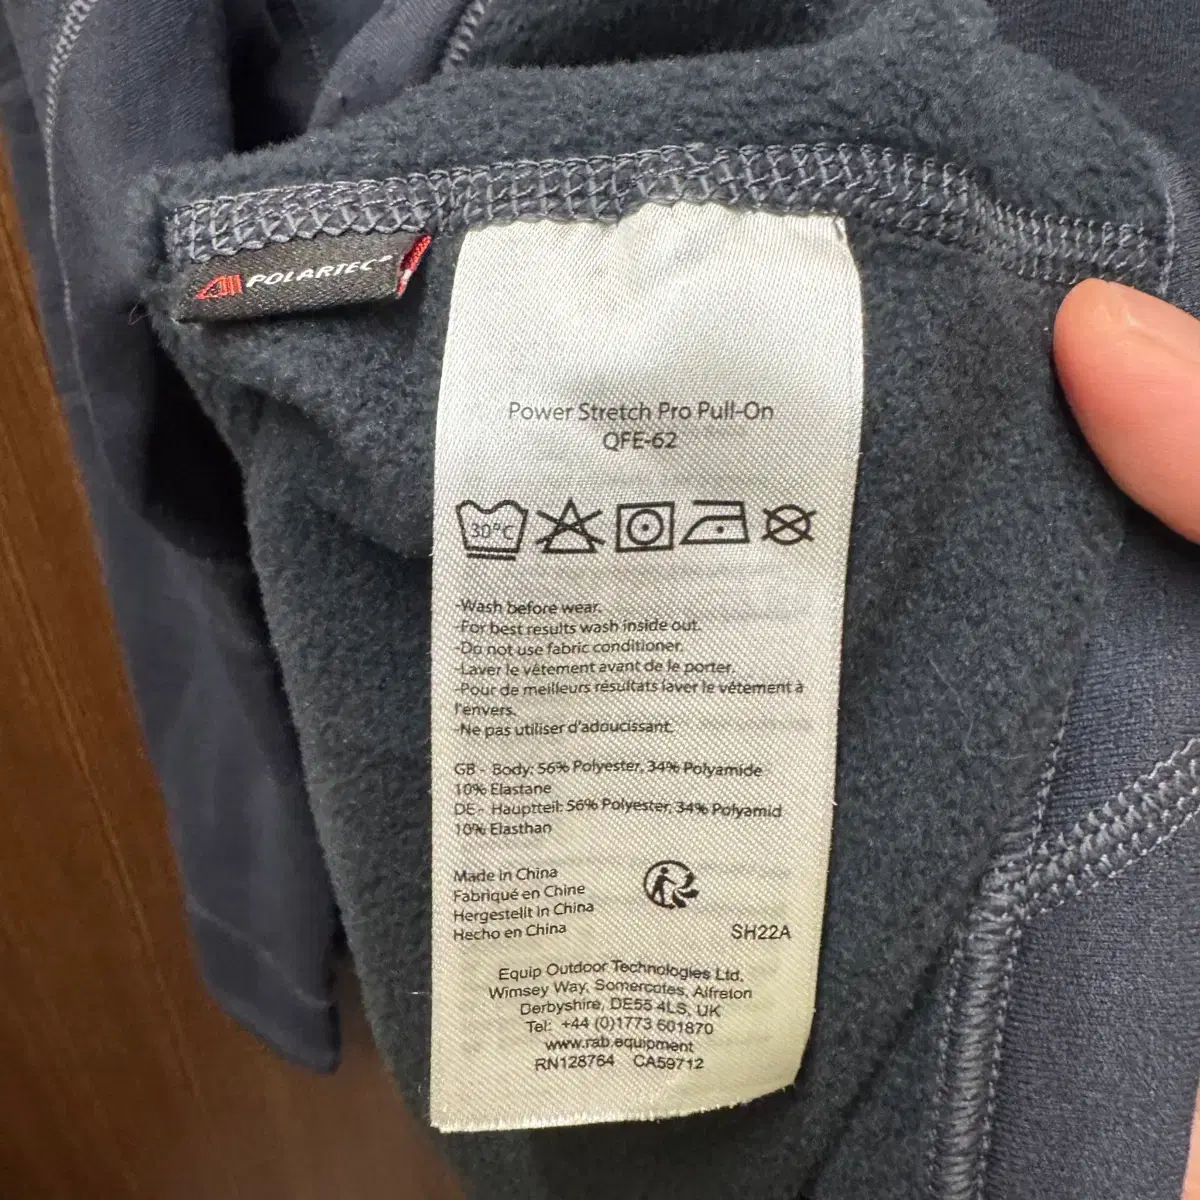 POLARTEC®
Power Stretch Pro Pull-On
QFE-62
30°C
-Wash before wear.
-For best results wash inside out.
-Do not use fabric conditioner.
-Laver le vêtement avant de le porter.
-Pour de meilleurs résultats laver le vêtement à
l'envers.
-Ne pas utiliser d'adoucissant.
GB - Body: 56% Polyester, 34% Polyamide
10% Elastane
DE - Hauptteil: 56% Polyester, 34% Polyamid
10% Elasthan
Made in China
Fabriqué en Chine
Hergestellt in China
Hecho en China
SH22A
Equip Outdoor Technologies Ltd.
Wimsey Way, Somercotes, Alfreton
Derbyshire, DE55 4LS, UK
Tel: +44 (0)1773 601870
www.rab.equipment
RN128764 CA59712